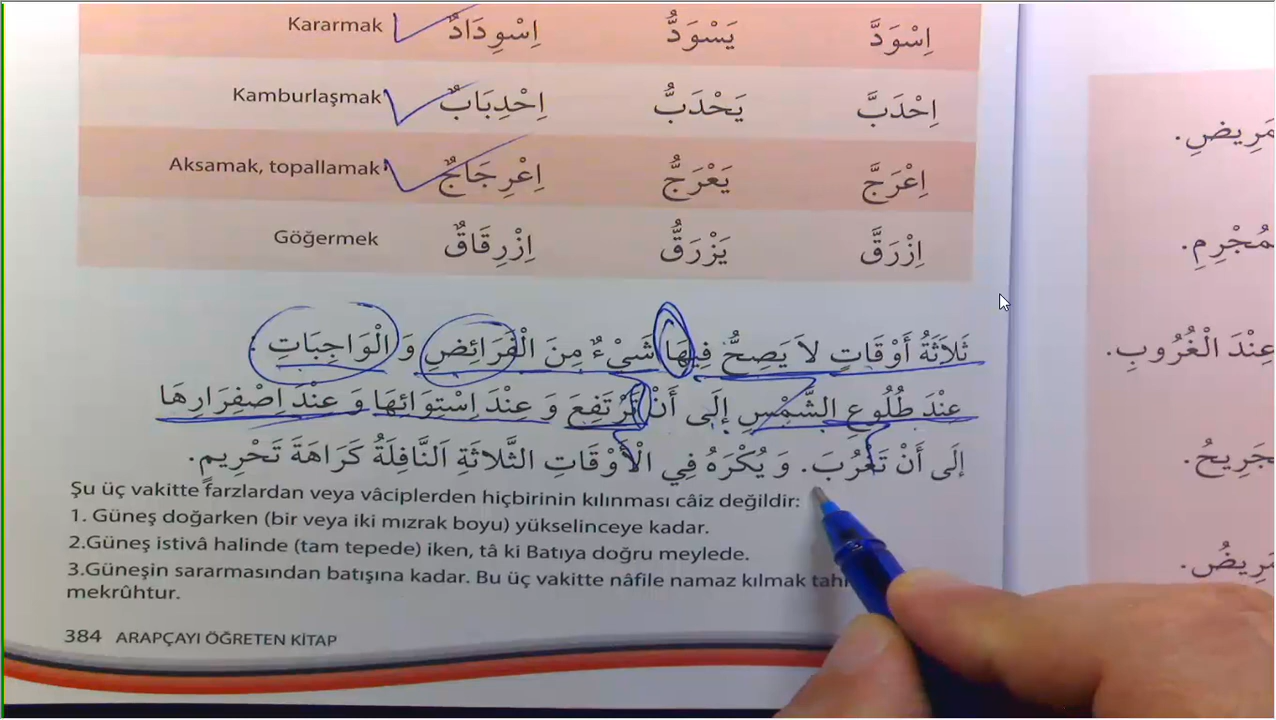 اِسْوَدَّ يَسْوَدُّ اِسْوِدَادٌ Kararmak
اِحْدَبَّ يَحْدَبُّ اِحْدِبَابٌ Kamburlaşmak
اِعْرَجَّ يَعْرَجُّ اِعْرِجَاجٌ Aksamak, topallamak
اِزْرَقَّ يَزْرَقُّ اِزْرِقَاقٌ Göğermek
ثَلَاثَةُ أَوْقَاتٍ لاَ يَصِحُّ فِيهَا شَيْءٌ مِنَ الْفَرَائِضِ وَ الْوَاجِبَاتِ :
عِنْدَ طُلُوعِ الشَّمْسِ إِلَى أَنْ تَرْتَفِعَ وَ عِنْدَ اِسْتِوَائِهَا وَ عِنْدَ اِصْفِرَارِهَا
إِلَى أَنْ تَغْرُبَ. وَ يُكْرَهُ فِي الْأَوْقَاتِ الثَّلاَثَةِ اَلنَّافِلَةُ كَرَاهَةَ تَحْرِيمٍ.
Şu üç vakitte farzlardan veya vâciplerden hiçbirinin kılınması câiz değildir:
1. Güneş doğarken (bir veya iki mızrak boyu) yükselinceye kadar.
2.Güneş istivâ halinde (tam tepede) iken, tâ ki Batıya doğru meylede.
3.Güneşin sararmasından batışına kadar. Bu üç vakitte nâfile namaz kılmak
mekrûhtur.
384 ARAPÇAYI ÖĞRETEN KİTAP
مَرِيضِ.
مُجْرِمِ.
عِنْدَ الْغُرُوبِ.
جَرِيحُ.
مَرِيضُ.